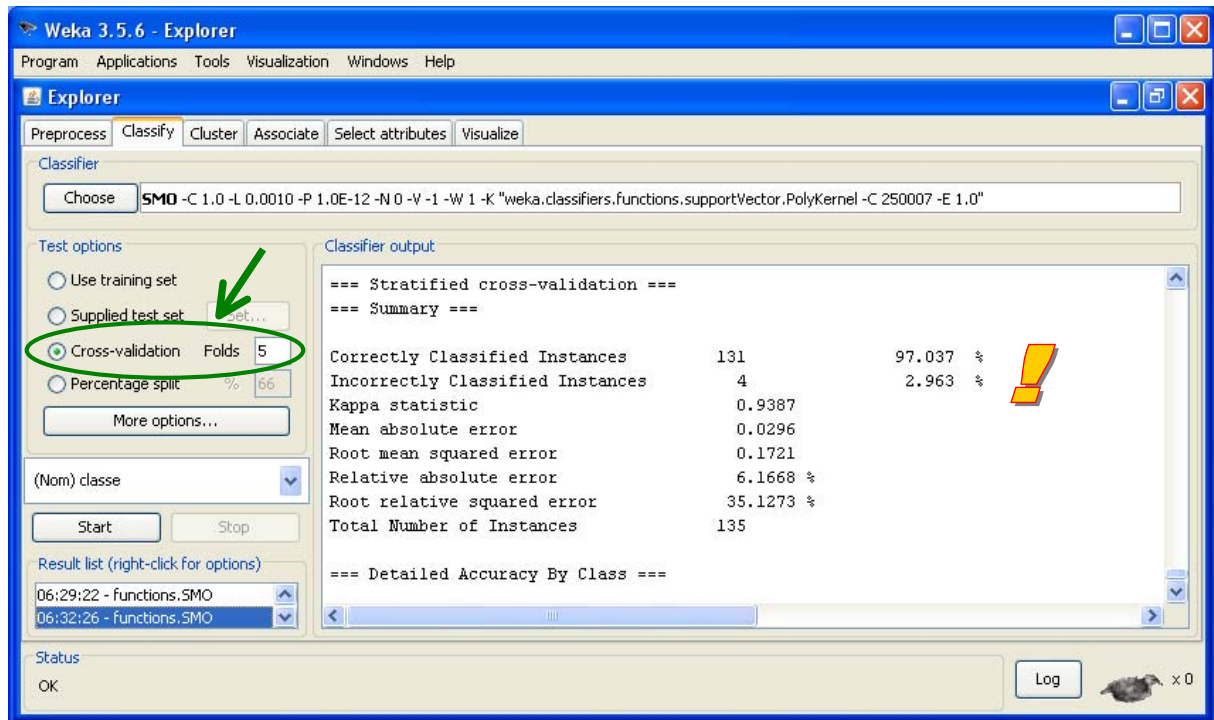 Weka 3.5.6 - Explorer
Program Applications Tools Visualization Windows Help
Explorer
Preprocess Classify Cluster Associate Select attributes Visualize
Classifier
Choose SMO -C 1.0 -L 0.0010 -P 1.0E-12 -N 0 -V -1 -W 1 -K "weka.classifiers.functions.supportVector.PolyKernel -C 250007 -E 1.0"
Test options
Use training set
Supplied test set Set...
Cross-validation Folds 5
Percentage split % 66
More options...
(Nom) classe
Start Stop
Result list (right-click for options)
06:29:22 - functions.SMO
06:32:26 - functions.SMO
Classifier output
=== Stratified cross-validation ===
=== Summary ===
Correctly Classified Instances 131 97.037 %
Incorrectly Classified Instances 4 2.963 %
Kappa statistic 0.9387
Mean absolute error 0.0296
Root mean squared error 0.1721
Relative absolute error 6.1668 %
Root relative squared error 35.1273 %
Total Number of Instances 135
=== Detailed Accuracy By Class ===
!
Status
OK
Log x 0